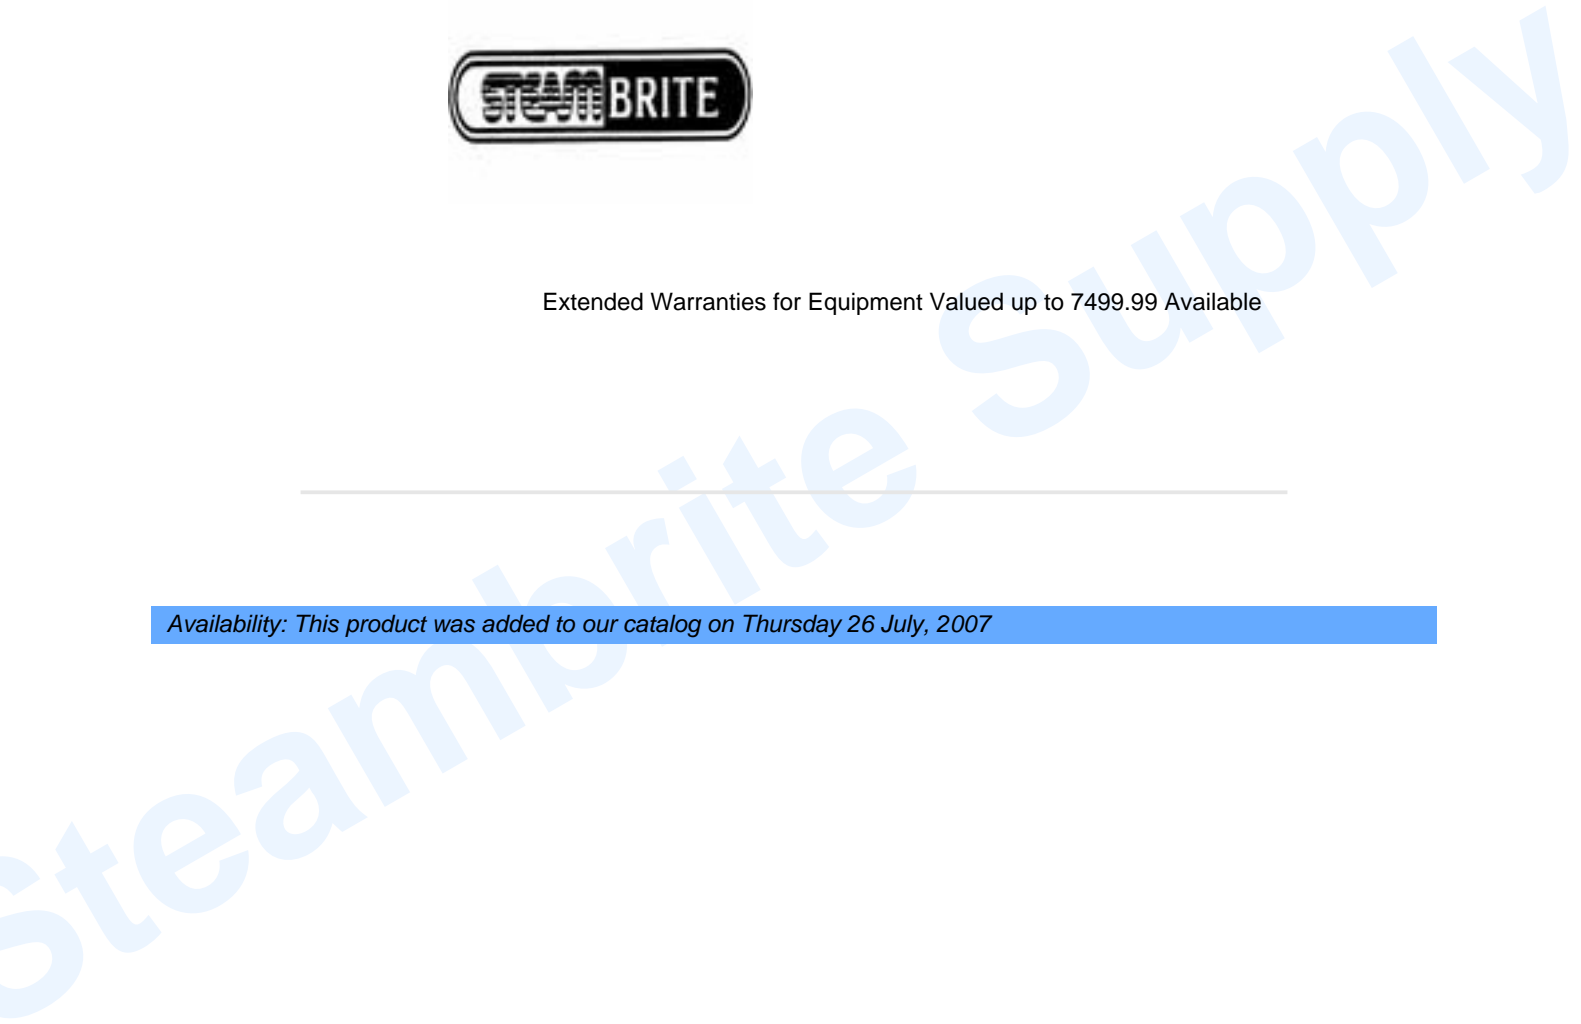 STEAM BRITE
Extended Warranties for Equipment Valued up to 7499.99 Available
Availability: This product was added to our catalog on Thursday 26 July, 2007
Steambrite Supply